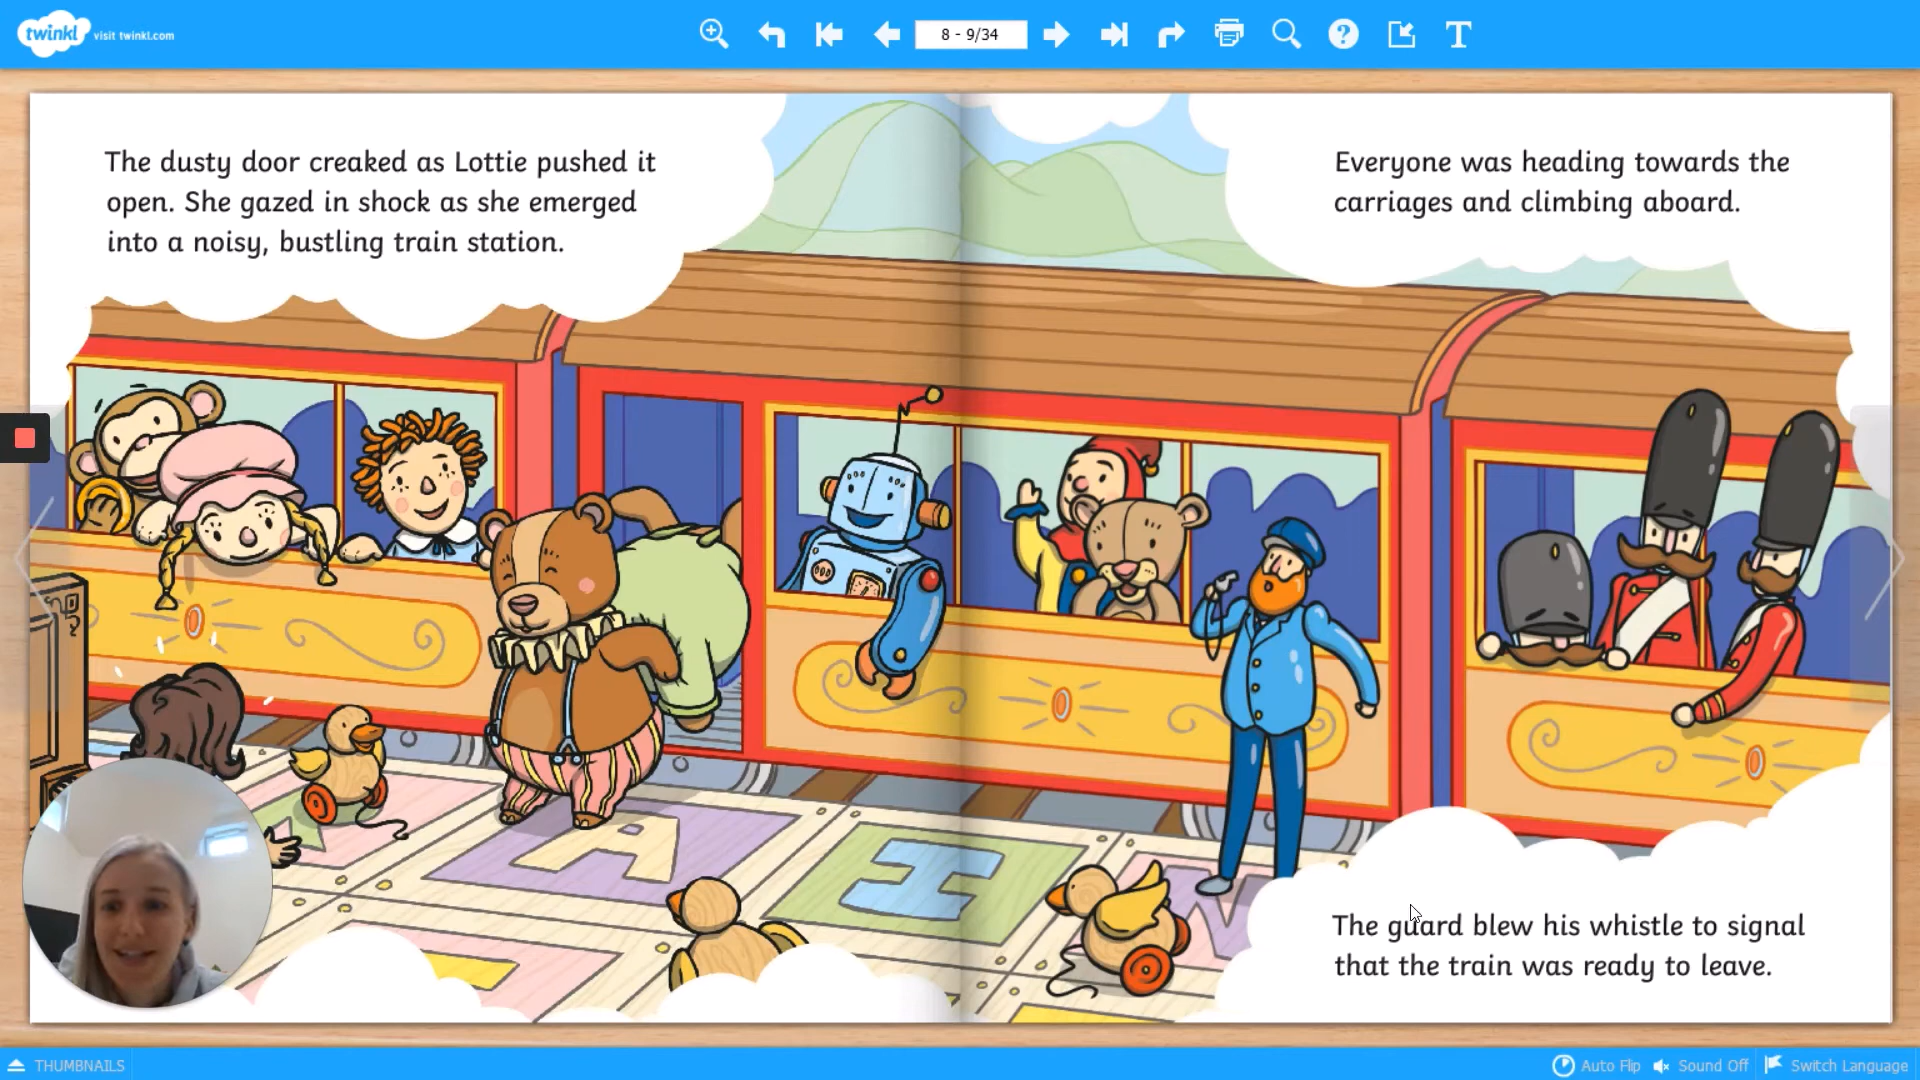 twinkl visit twinkl.com
8 - 9/34
The dusty door creaked as Lottie pushed it
open. She gazed in shock as she emerged
into a noisy, bustling train station.
Everyone was heading towards the
carriages and climbing aboard.
A I
The guard blew his whistle to signal
that the train was ready to leave.
THUMBNAILS
Auto Flip Sound Off Switch Language